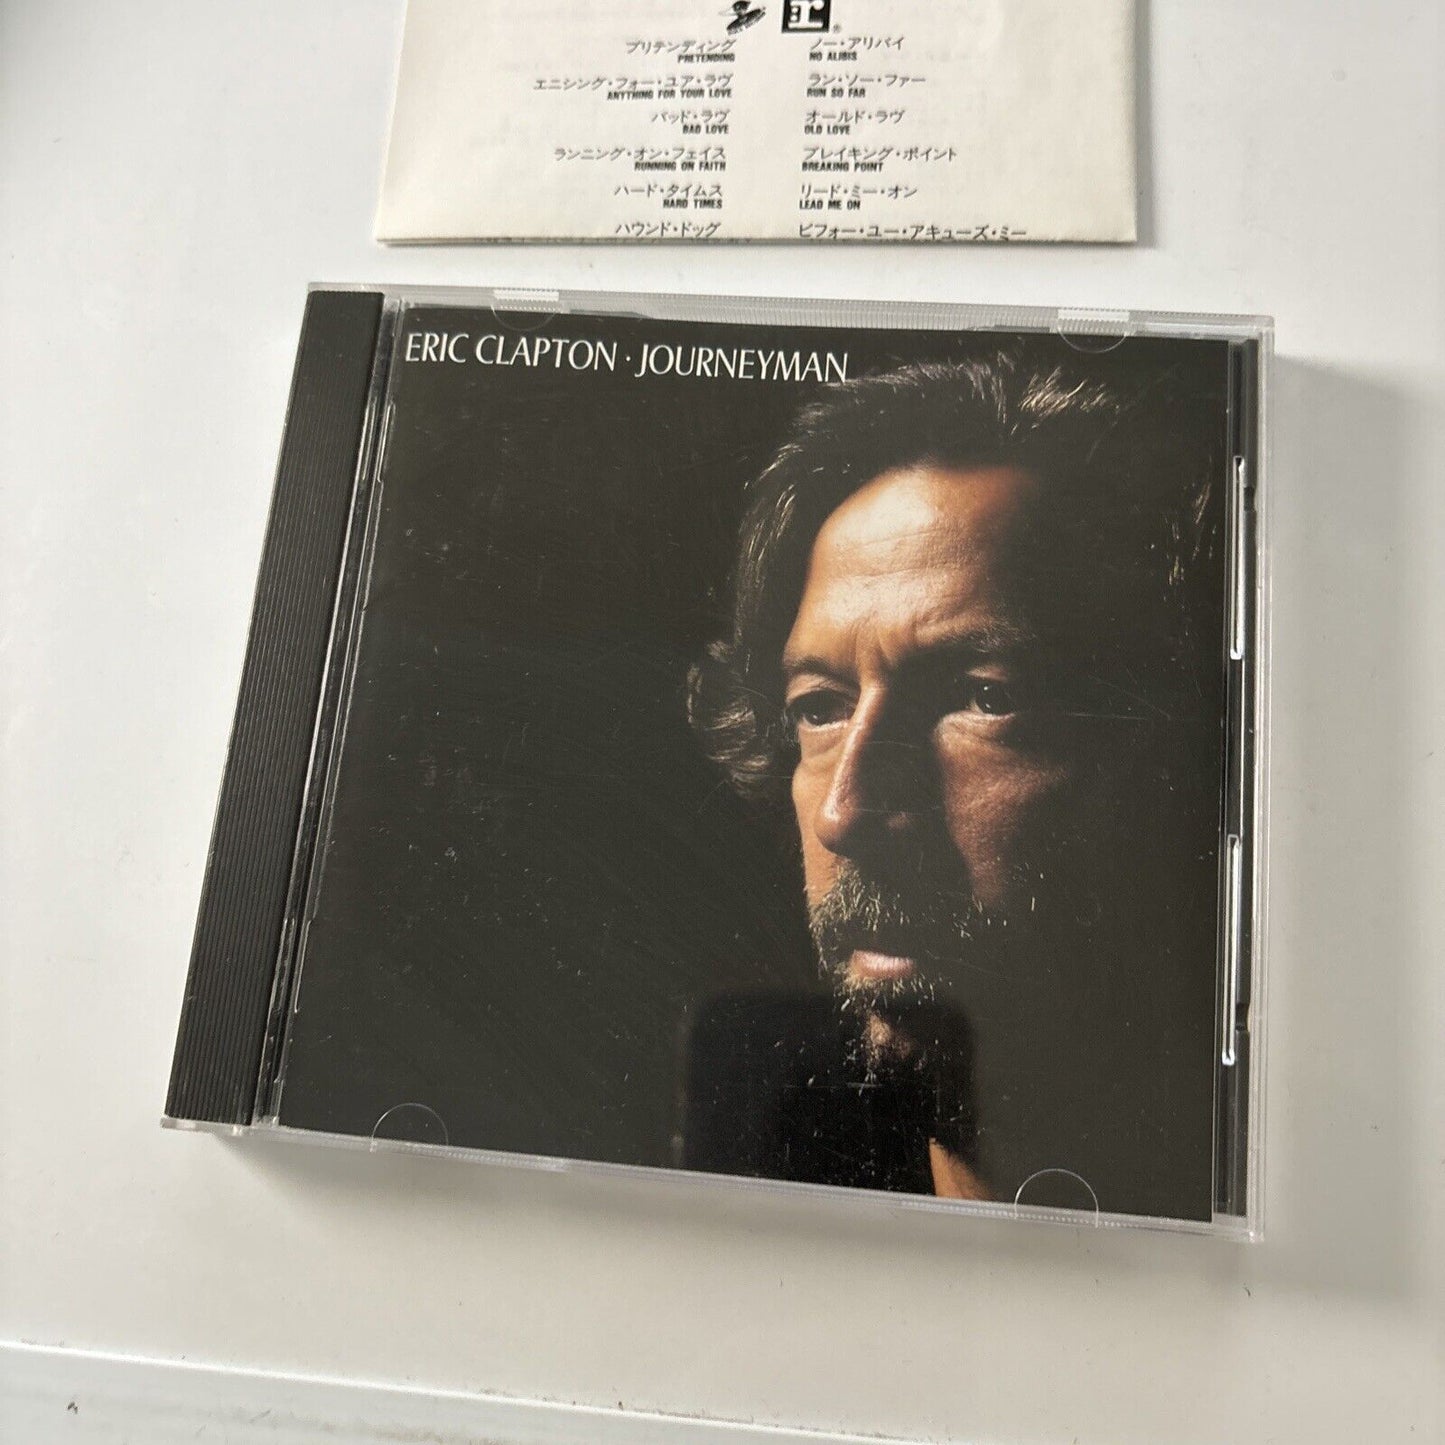 プリテンディング
PRETENDING
エニシング・フォー・ユア・ラヴ
ANYTHING FOR YOUR LOVE
バッド・ラヴ
BAD LOVE
ランニング・オン・フェイス
RUNNING ON FAITH
ハード・タイムス
HARD TIMES
ハウンド・ドッグ
ノー・アリバイ
NO ALIBIS
ラン・ソー・ファー
RUN SO FAR
オールド・ラヴ
OLD LOVE
ブレイキング・ポイント
BREAKING POINT
リード・ミー・オン
LEAD ME ON
ビフォー・ユー・アキューズ・ミー
ERIC CLAPTON · JOURNEYMAN